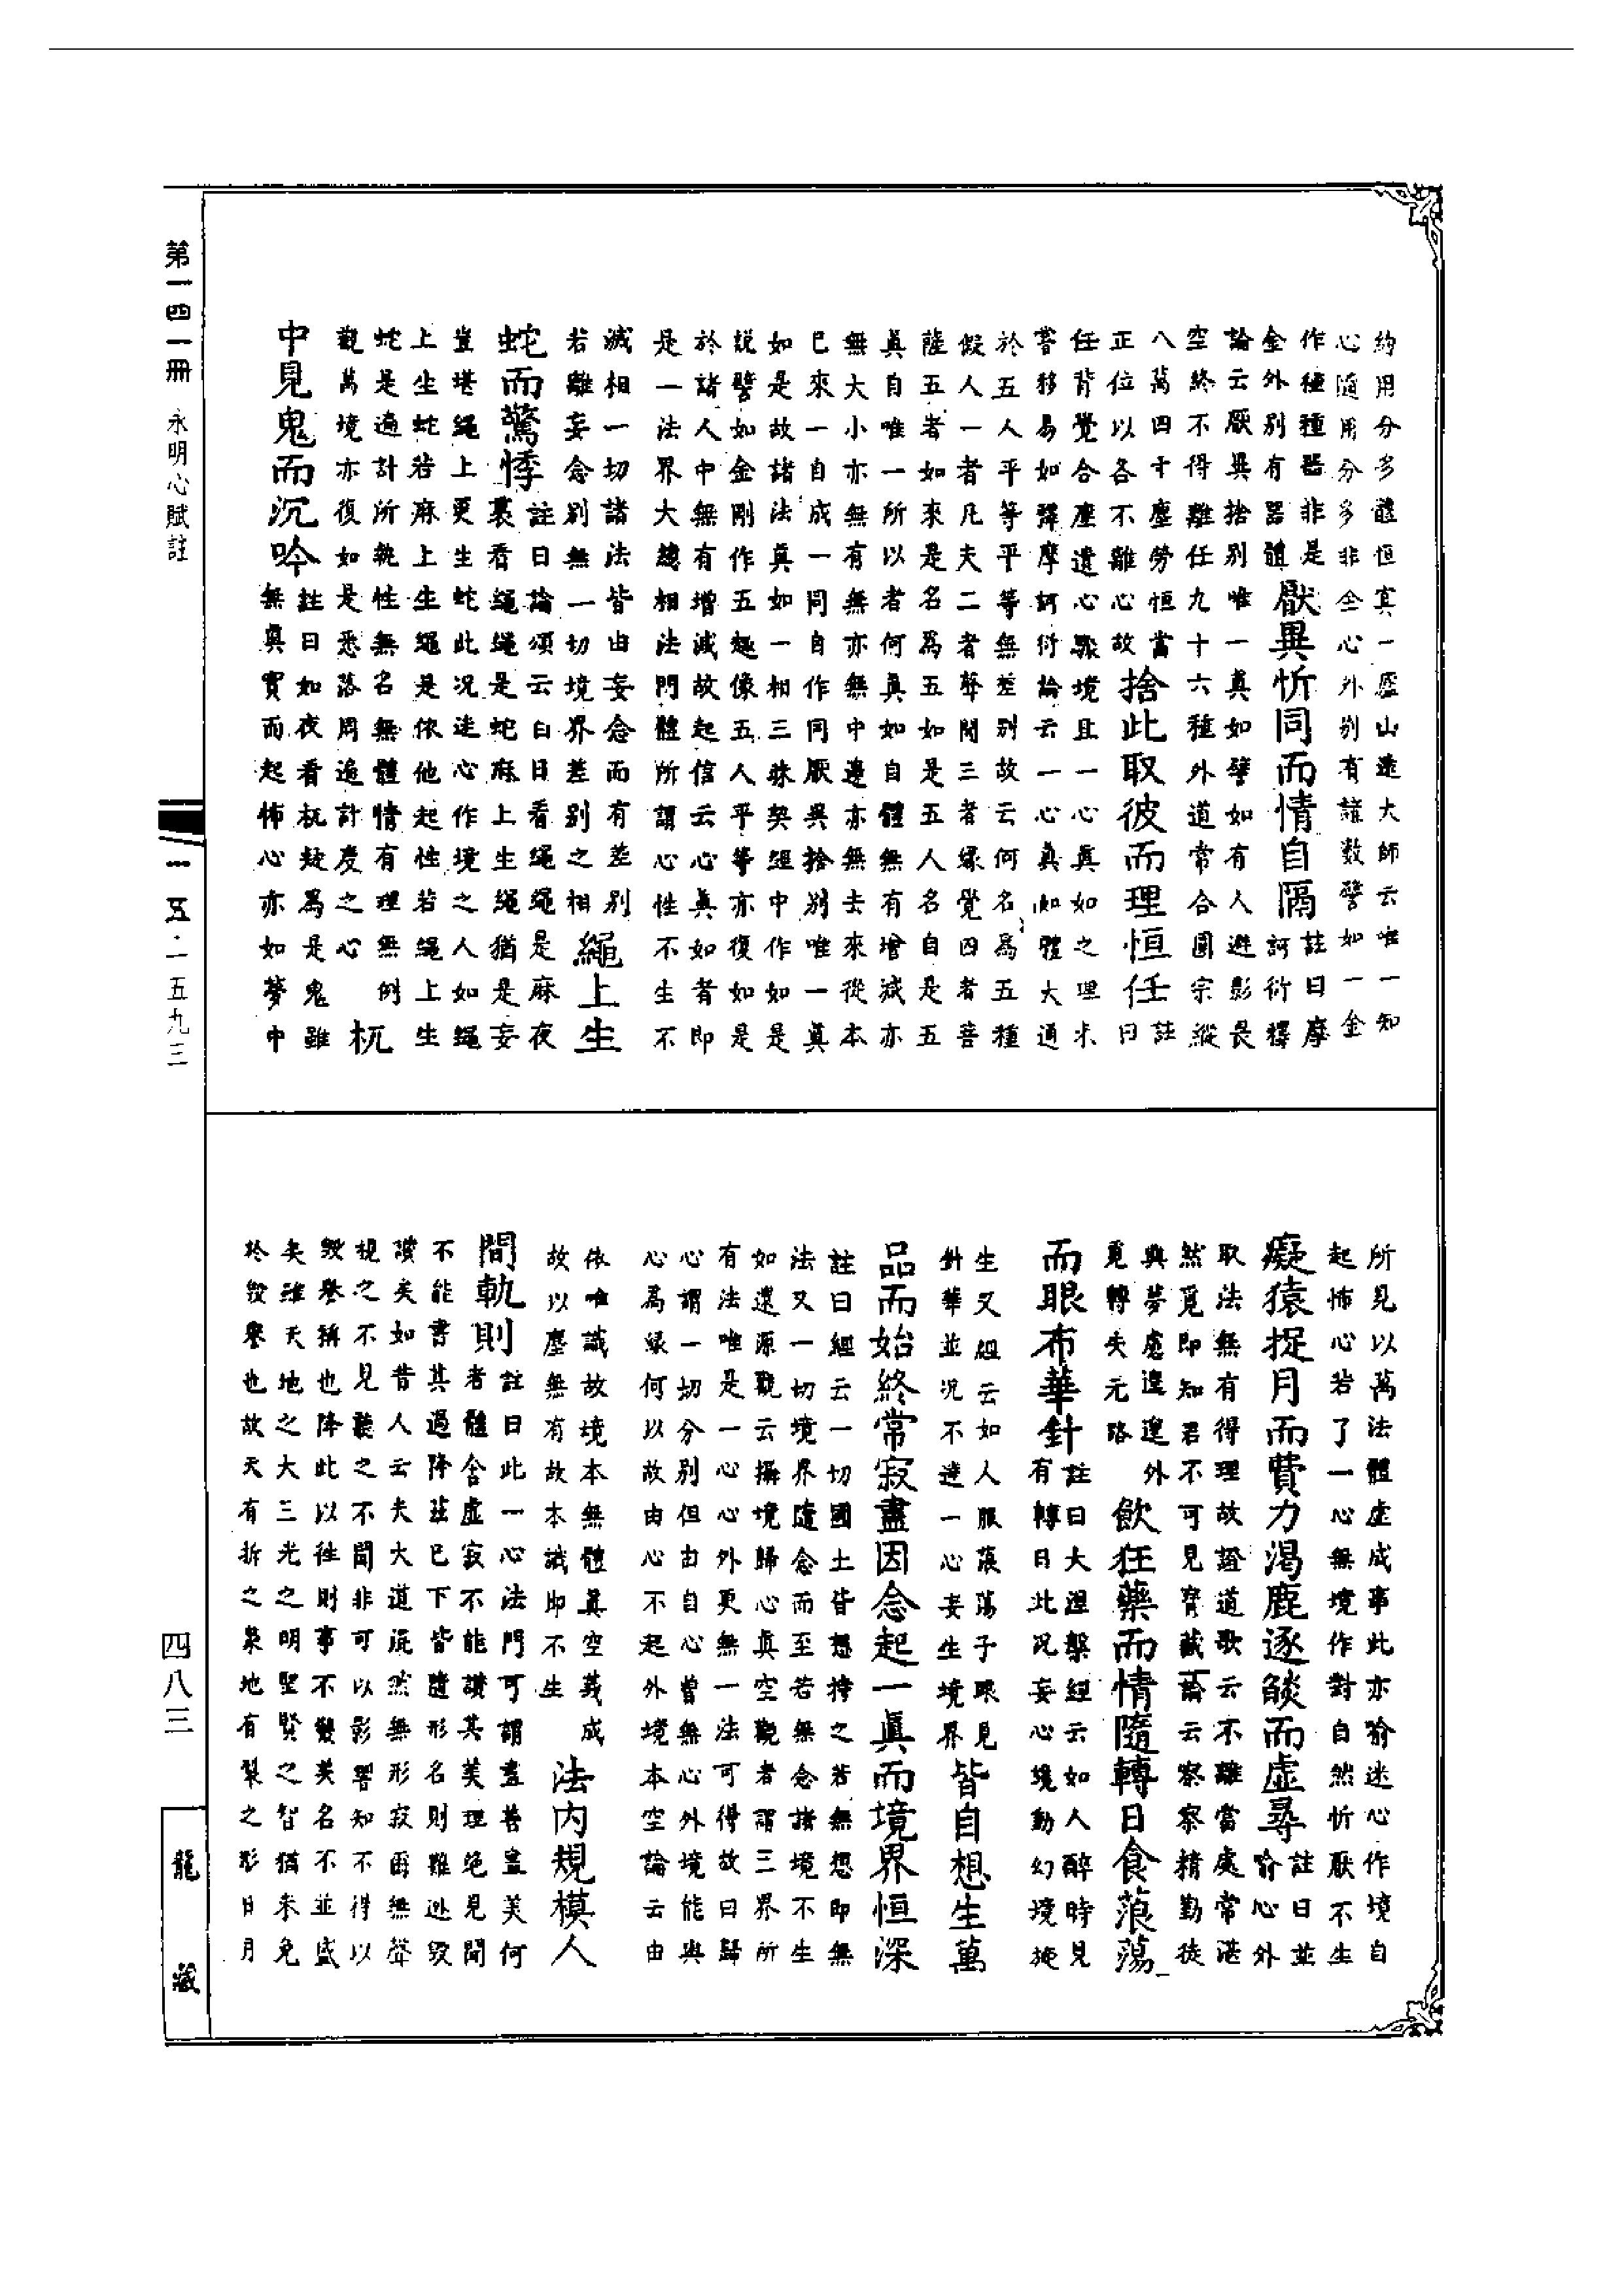 約用分多體恒真一廬山遠大師云唯一知
心隨用分多非全心外別有諸數譬如一金
作種種器非是
金外別有器體
厭異忻同而情自隔
註曰摩
訶衍釋
論云厭異捨別唯一真如譬如有人避影畏
空終不得離任九十六種外道常合圓宗縱
八萬四千塵勞恒當
正位以各不離心故
捨此取彼而理恒任
註
曰
任背覺合塵遺心取境且一心真如之理未
嘗移易如釋摩訶衍論云一心真如體大通
於五人平等平等無差別故云何名為五種
假人一者凡夫二者聲聞三者緣覺四者菩
薩五者如來是名為五如是五人名自是五
真自唯一所以者何真如自體無有增減亦
無大小亦無有無亦無中邊亦無去來從本
已來一自成一同自作同厭異捨別唯一真
如是故諸法真如一相三昧契經中作如是
說譬如金剛作五趣像五人平等亦復如是
於諸人中無有增減故起信云心真如者即
是一法界大總相法門體所謂心性不生不
滅相一切諸法皆由妄念而有差別
若離妄念別無一切境界差別之相
繩上生
蛇而驚悸
註曰論頌云白日看繩繩是麻夜
裏看繩繩是蛇麻上生繩猶是妄
豈堪繩上更生蛇此況迷心作境之人如繩
上生蛇若麻上生繩是依他起性若繩上生
蛇是遍計所執性無名無體情有理無例
觀萬境亦復如是悉落周遍計度之心
杌
中見鬼而沉吟
註曰如夜看杌疑為是鬼雖
無真實而起怖心亦如夢中
所見以萬法體虛成事此亦喻迷心作境自
起怖心若了一心無境作對自然忻厭不生
癡猿捉月而費力渴鹿逐燄而虛尋
註曰並
喻心外
取法無有得理故證道歌云不離當處常湛
然覓即知君不可見寶藏論云察察精勤徒
興夢慮遑遑外
覓轉失元路
飲狂藥而情隨轉日食莨蕩
而眼布華針
註曰大涅槃經云如人醉時見
有轉日此況妄心境動幻境施
生又經云如人服莨蕩子眼見
針華並況不達一心妄生境界
皆自想生萬
品而始終常寂盡因念起一真而境界恒深
註曰經云一切國土皆想持之若無想即無
法又一切境界隨念而至若無念諸境不生
如還源觀云攝境歸心真空觀者謂三界所
有法唯是一心心外更無一法可得故曰歸
心謂一切分別但由自心曾無心外境能與
心為緣何以故由心不起外境本空論云由
依唯識故境本無體真空義成
故以塵無有故本識即不生
法內規模人
間軌則
註曰此一心法門可謂盡善盡美何
者體含虛寂不能讚其美理絕見聞
不能書其過降茲已下皆隨形名則難逃毀
讚矣如昔人云夫大道混然無形寂爾無聲
視之不見聽之不聞非可以影響知不得以
毀譽稱也降此以往則事不雙美名不並盛
矣雖天地之大三光之明聖賢之智猶未免
於毀譽也故天有拆之象地有裂之形日月
第一四一冊
永明心賦註
一一五·一五九三
四八三
龍藏